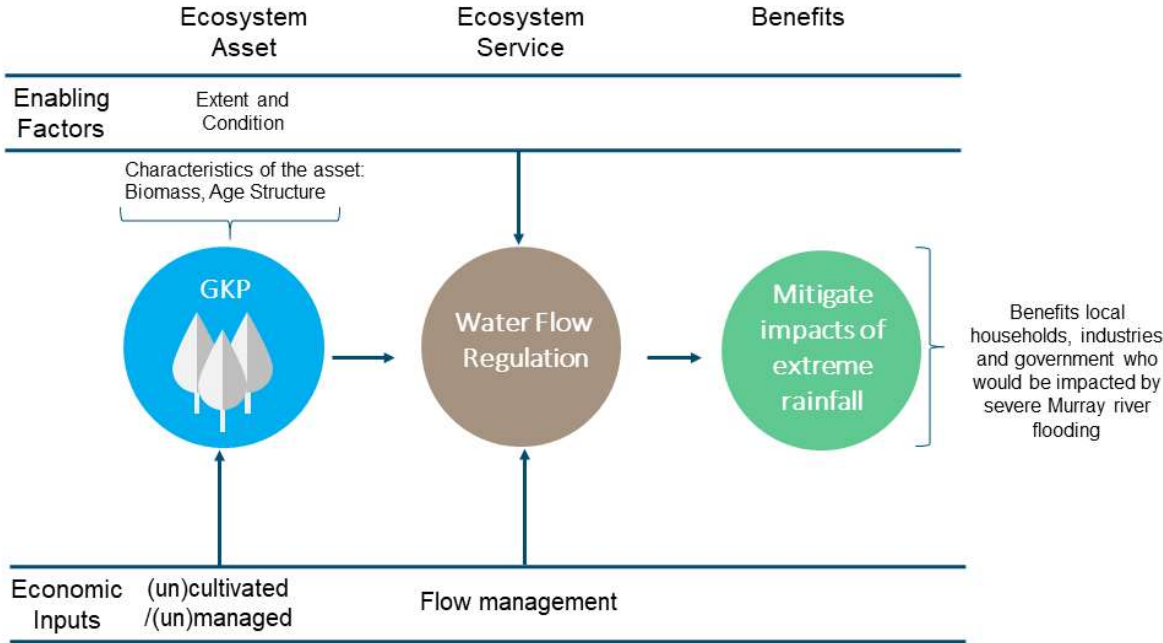 Ecosystem
Asset
Ecosystem
Service
Benefits
Enabling
Factors
Extent and
Condition
Characteristics of the asset:
Biomass, Age Structure
GKP
Water Flow
Regulation
Mitigate
impacts of
extreme
rainfall
Benefits local
households, industries
and government who
would be impacted by
severe Murray river
flooding
Economic
Inputs
(un)cultivated
/(un)managed
Flow management